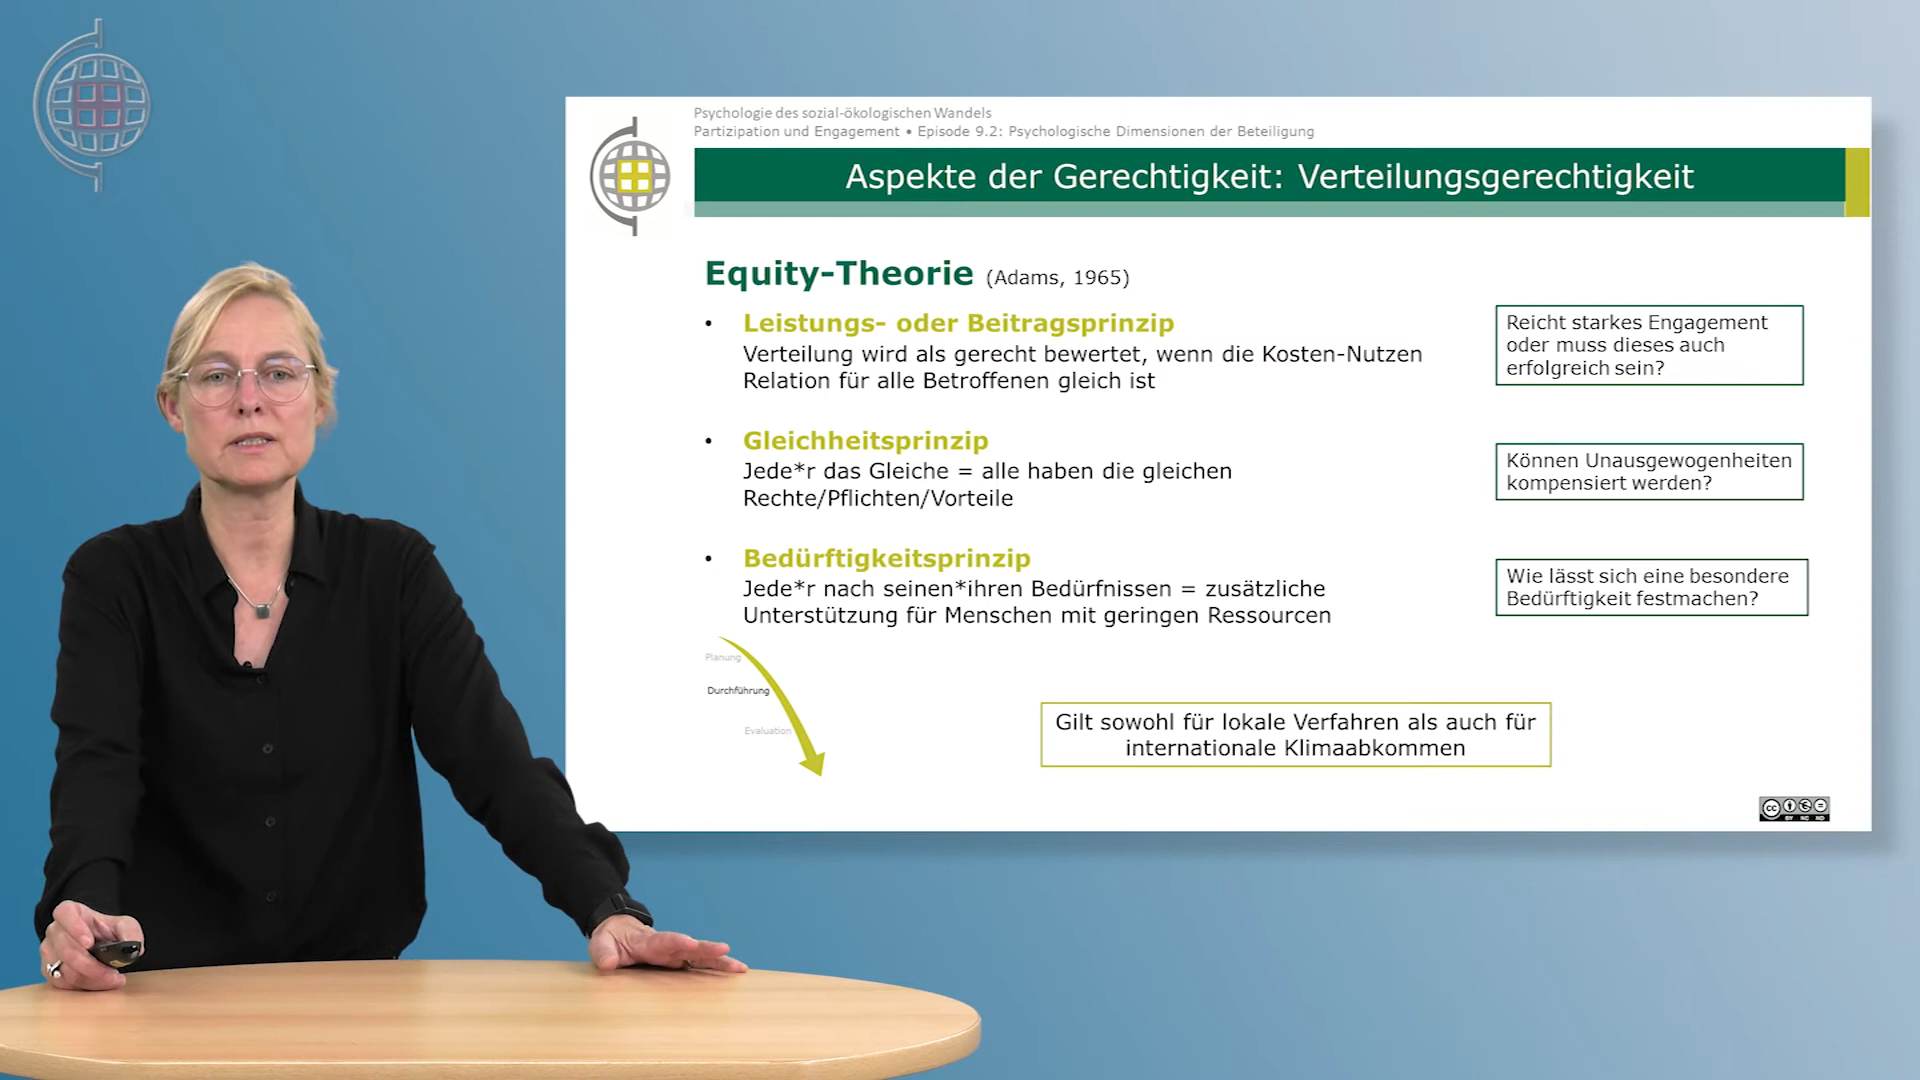 Psychologie des sozial-ökologischen Wandels
Partizipation und Engagement • Episode 9.2: Psychologische Dimensionen der Beteiligung
Aspekte der Gerechtigkeit: Verteilungsgerechtigkeit
Equity-Theorie (Adams, 1965)
• Leistungs- oder Beitragsprinzip
Verteilung wird als gerecht bewertet, wenn die Kosten-Nutzen
Relation für alle Betroffenen gleich ist
Reicht starkes Engagement
oder muss dieses auch
erfolgreich sein?
• Gleichheitsprinzip
Jede*r das Gleiche = alle haben die gleichen
Rechte/Pflichten/Vorteile
Können Unausgewogenheiten
kompensiert werden?
• Bedürftigkeitsprinzip
Jede*r nach seinen*ihren Bedürfnissen = zusätzliche
Unterstützung für Menschen mit geringen Ressourcen
Wie lässt sich eine besondere
Bedürftigkeit festmachen?
Planung
Durchführung
Evaluation
Gilt sowohl für lokale Verfahren als auch für
internationale Klimaabkommen
cc BY NC ND